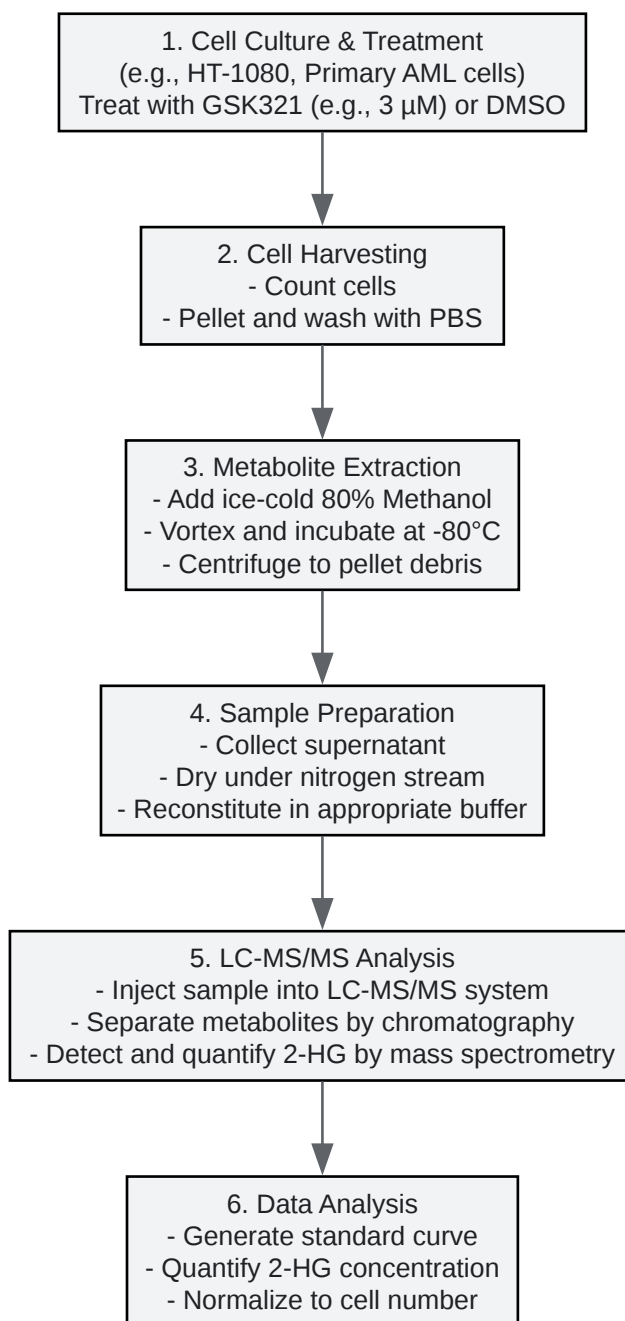 1. Cell Culture & Treatment
(e.g., HT-1080, Primary AML cells)
Treat with GSK321 (e.g., 3 µM) or DMSO
2. Cell Harvesting
- Count cells
- Pellet and wash with PBS
3. Metabolite Extraction
- Add ice-cold 80% Methanol
- Vortex and incubate at -80°C
- Centrifuge to pellet debris
4. Sample Preparation
- Collect supernatant
- Dry under nitrogen stream
- Reconstitute in appropriate buffer
5. LC-MS/MS Analysis
- Inject sample into LC-MS/MS system
- Separate metabolites by chromatography
- Detect and quantify 2-HG by mass spectrometry
6. Data Analysis
- Generate standard curve
- Quantify 2-HG concentration
- Normalize to cell number